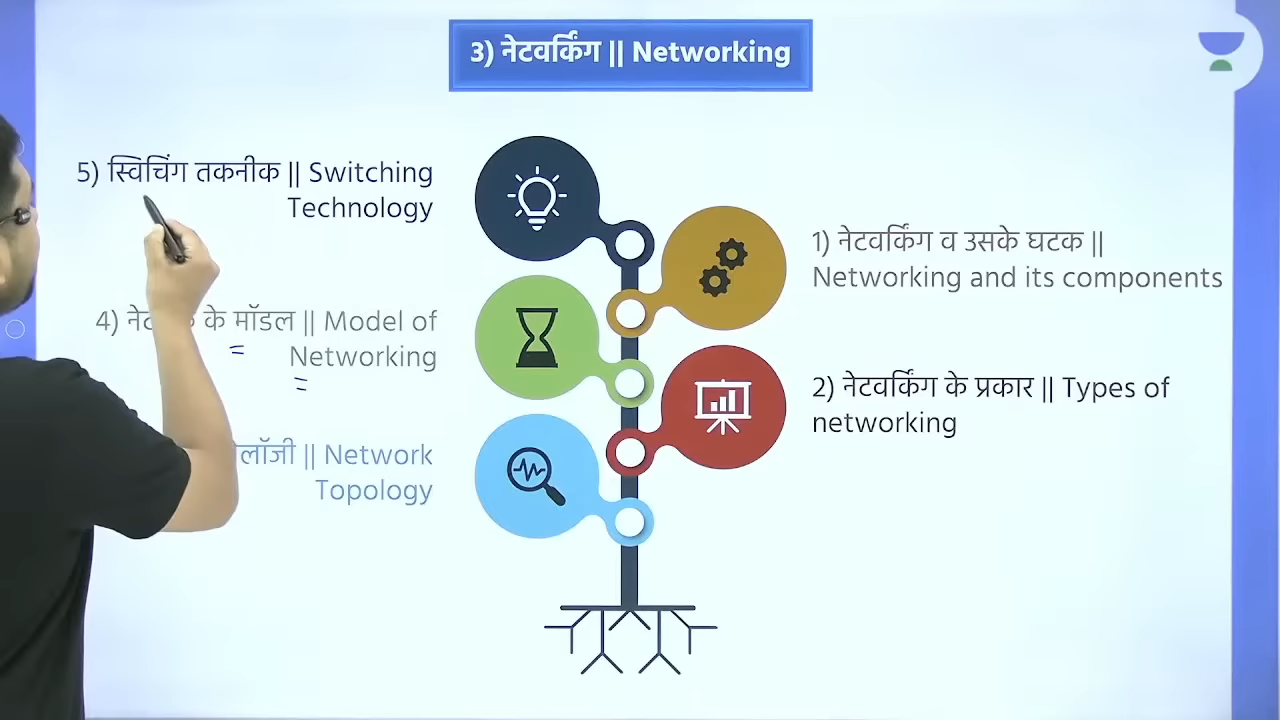 3) नेटवर्किंग || Networking
5) स्विचिंग तकनीक || Switching
Technology
1) नेटवर्किंग व उसके घटक ||
Networking and its components
4) के मॉडल || Model of
Networking
2) नेटवर्किंग के प्रकार || Types of
networking
|| Network
Topology